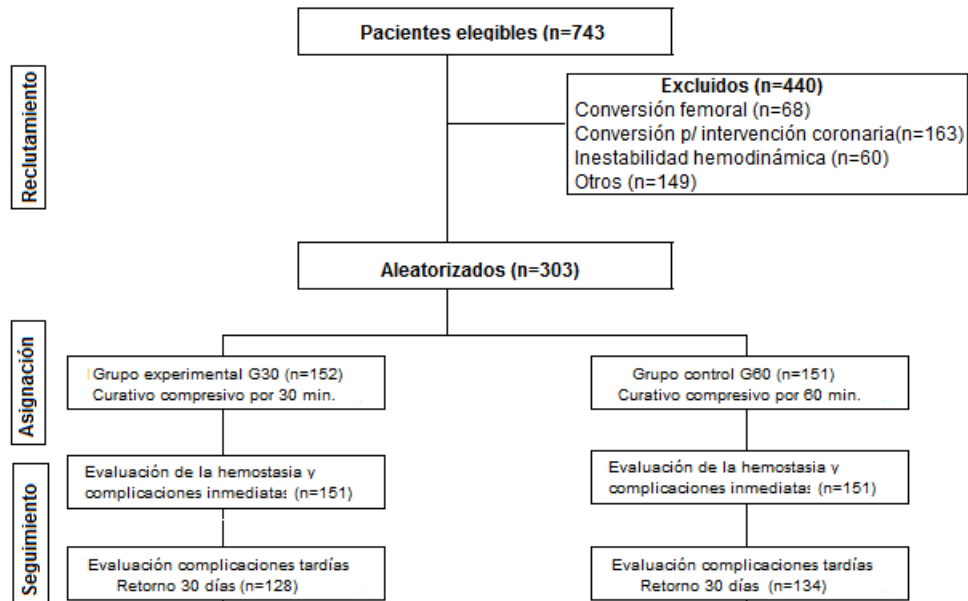 Pacientes elegibles (n=743
Reclutamiento
Excluidos (n=440)
Conversión femoral (n=68)
Conversión p/ intervención coronaria(n=163)
Inestabilidad hemodinámica (n=60)
Otros (n=149)
Aleatorizados (n=303)
Asignación
Grupo experimental G30 (n=152)
Curativo compresivo por 30 min.
Grupo control G60 (n=151)
Curativo compresivo por 60 min.
Seguimiento
Evaluación de la hemostasia y
complicaciones inmediatas (n=151)
Evaluación de la hemostasia y
complicaciones inmediatas (n=151)
Evaluación complicaciones tardías
Retorno 30 días (n=128)
Evaluación complicaciones tardías
Retorno 30 días (n=134)